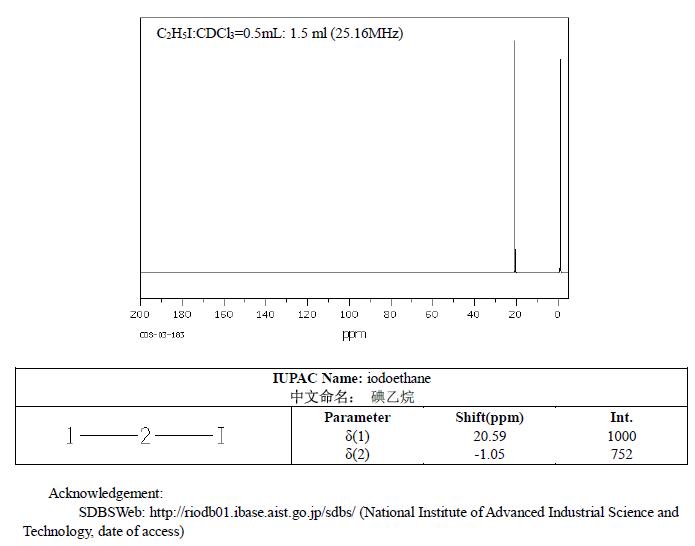 C₂H₅I:CDCl₃=0.5mL: 1.5 ml (25.16MHz)
200 180 160 140 120 100 80 60 40 20 0
CDS-03-163
ppm
IUPAC Name: iodoethane
中文命名： 碘乙烷
Parameter Shift(ppm) Int.
1 2 I
δ(1) 20.59 1000
δ(2) -1.05 752
Acknowledgement:
SDBSWeb: http://riodb01.ibase.aist.go.jp/sdbs/ (National Institute of Advanced Industrial Science and
Technology, date of access)